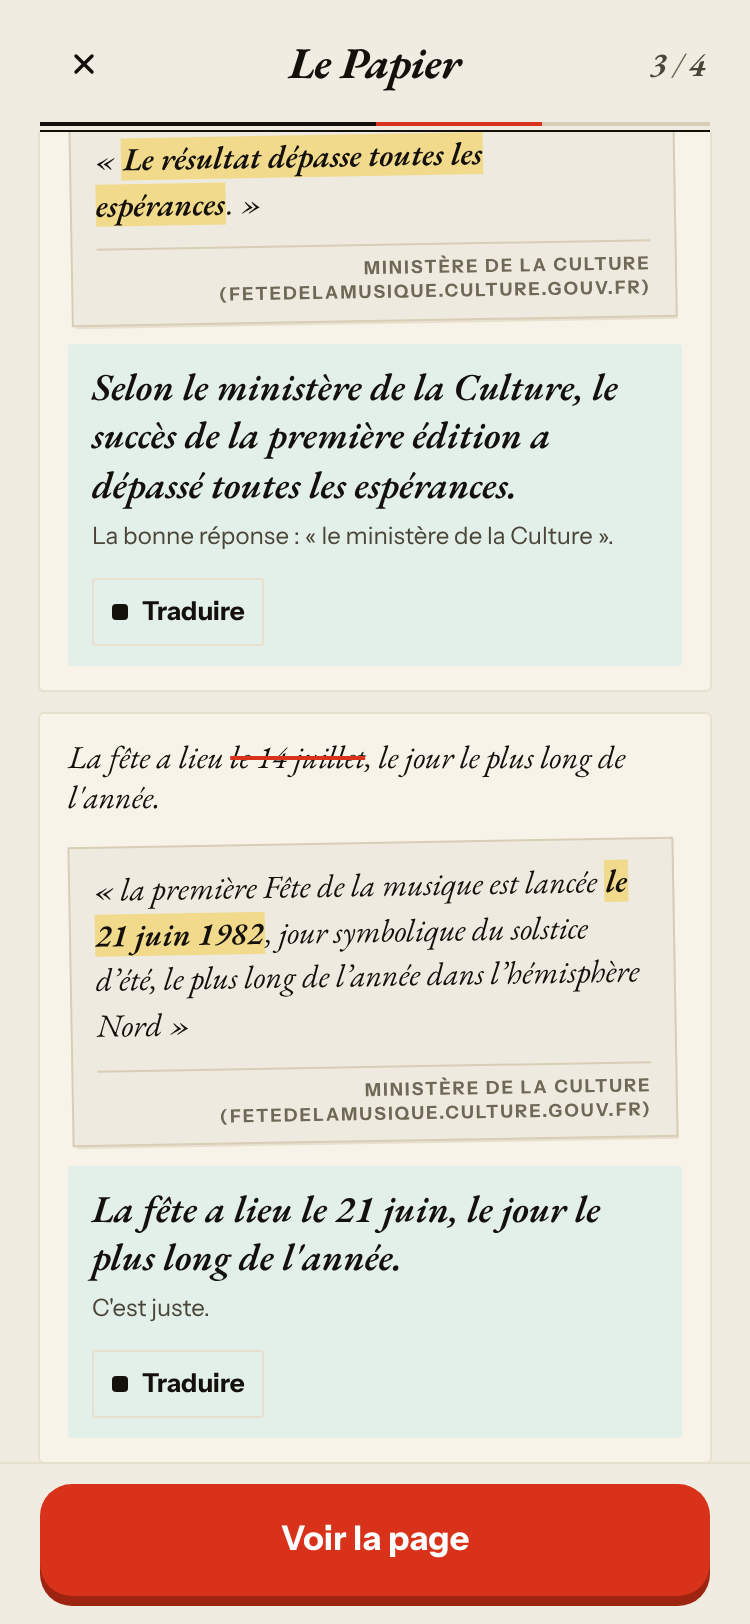 Le Papier
3 / 4
« Le résultat dépasse toutes les
espérances. »
MINISTÈRE DE LA CULTURE
(FETEDELAMUSIQUE.CULTURE.GOUV.FR)
Selon le ministère de la Culture, le
succès de la première édition a
dépassé toutes les espérances.
La bonne réponse : « le ministère de la Culture ».
Traduire
La fête a lieu le 14 juillet, le jour le plus long de
l'année.
« la première Fête de la musique est lancée le
21 juin 1982, jour symbolique du solstice
d’été, le plus long de l’année dans l’hémisphère
Nord »
MINISTÈRE DE LA CULTURE
(FETEDELAMUSIQUE.CULTURE.GOUV.FR)
La fête a lieu le 21 juin, le jour le
plus long de l'année.
C'est juste.
Traduire
Voir la page